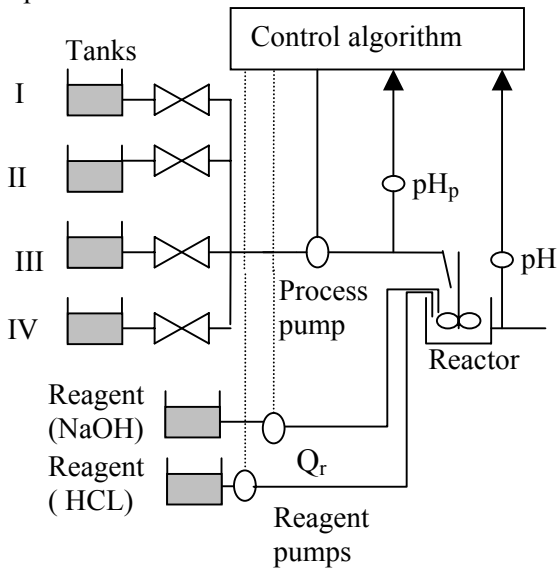 Control algorithm
Tanks
I
II
III
IV
pHₚ
pH
Process
pump
Reactor
Reagent
(NaOH)
Reagent
( HCL)
Qᵣ
Reagent
pumps